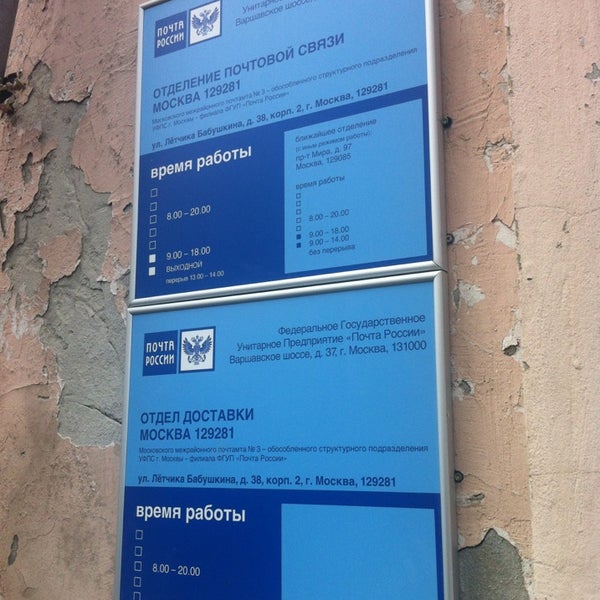 ПОЧТА
РОССИИ
Унитарное
Варшавское шоссе
ОТДЕЛЕНИЕ ПОЧТОВОЙ СВЯЗИ
МОСКВА 129281
Московского межрайонного почтамта № 3 – обособленного структурного подразделения
УФПС г. Москвы – филиала ФГУП «Почта России»
ул. Лётчика Бабушкина, д. 38, корп. 2, г. Москва, 129281
время работы
8.00 – 20.00
9.00 – 18.00
ВЫХОДНОЙ
перерыв 13.00 – 14.00
ближайшее отделение
(с иным режимом работы):
пр-т Мира, д. 97
Москва, 129085
время работы
8.00 – 20.00
9.00 – 18.00
9.00 – 14.00
без перерыва
ПОЧТА
РОССИИ
Федеральное Государственное
Унитарное Предприятие «Почта России»
Варшавское шоссе, д. 37, г. Москва, 131000
ОТДЕЛ ДОСТАВКИ
МОСКВА 129281
Московского межрайонного почтамта № 3 – обособленного структурного подразделения
УФПС г. Москвы – филиала ФГУП «Почта России»
ул. Лётчика Бабушкина, д. 38, корп. 2, г. Москва, 129281
время работы
8.00 – 20.00